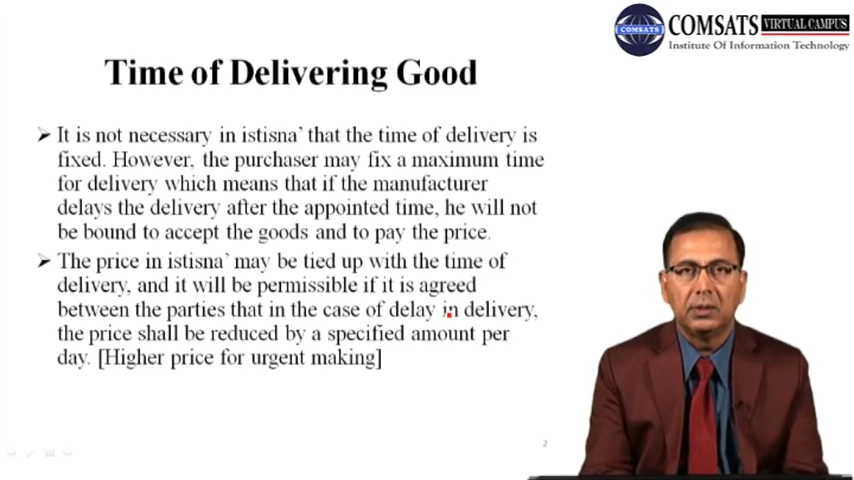 COMSATS VIRTUAL CAMPUS
COMSATS
Institute Of Information Technology
Time of Delivering Good
It is not necessary in istisna’ that the time of delivery is
fixed. However, the purchaser may fix a maximum time
for delivery which means that if the manufacturer
delays the delivery after the appointed time, he will not
be bound to accept the goods and to pay the price.
The price in istisna’ may be tied up with the time of
delivery, and it will be permissible if it is agreed
between the parties that in the case of delay in delivery,
the price shall be reduced by a specified amount per
day. [Higher price for urgent making]
2